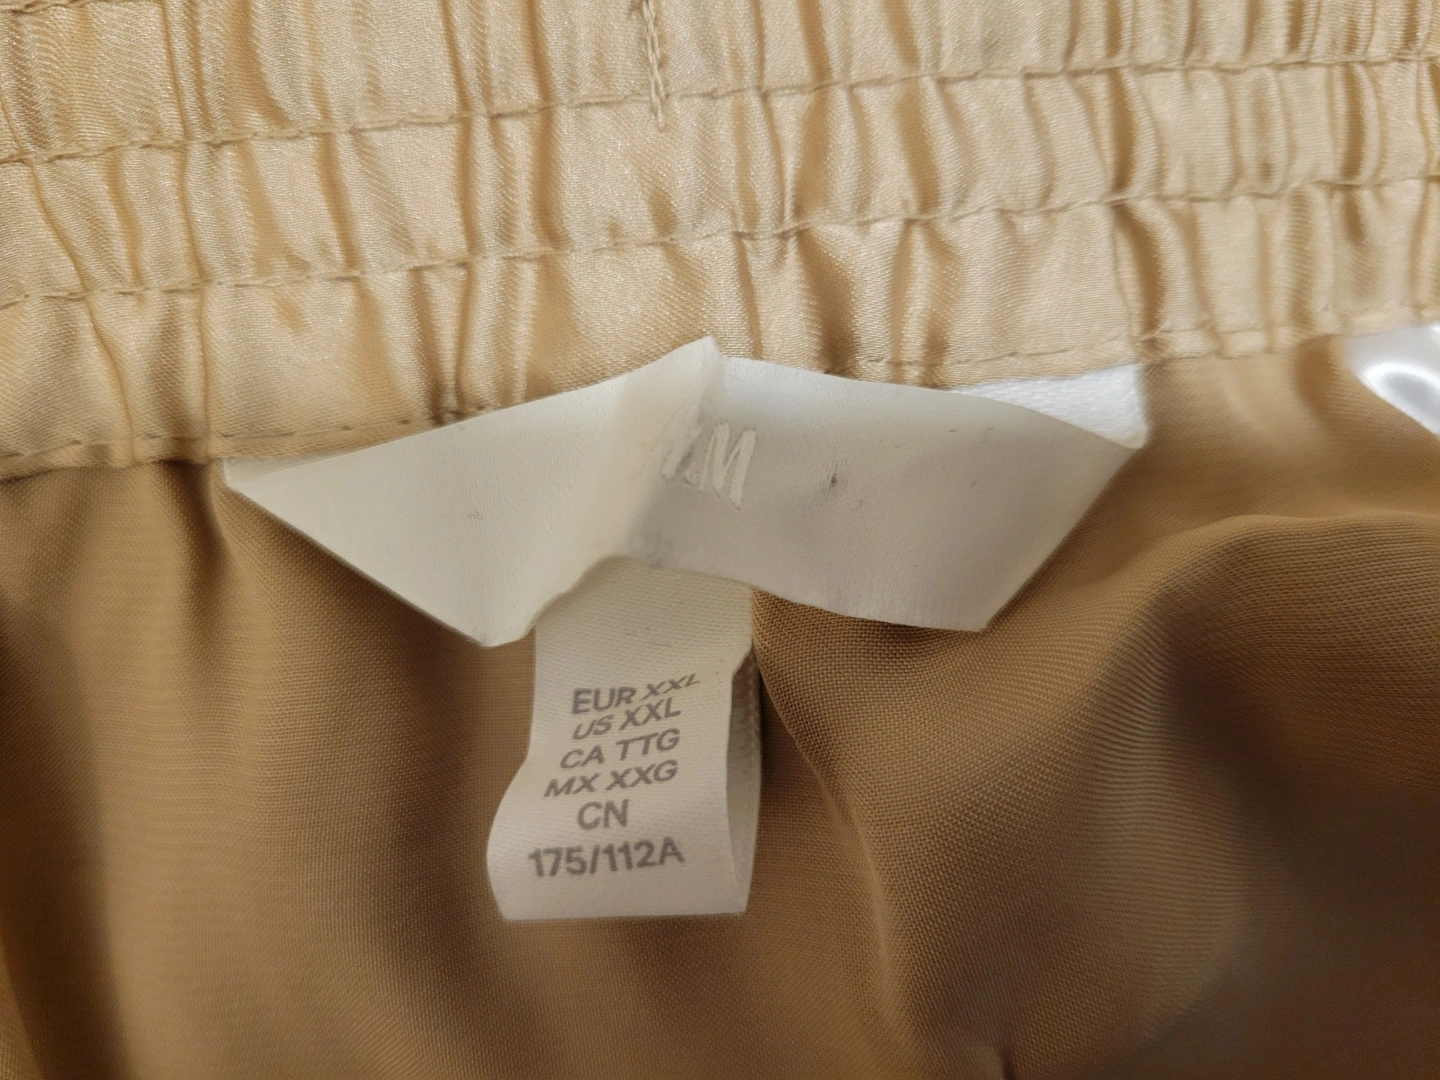 M
EUR XXL
US XXL
CA TTG
MX XXG
CN
175/112A